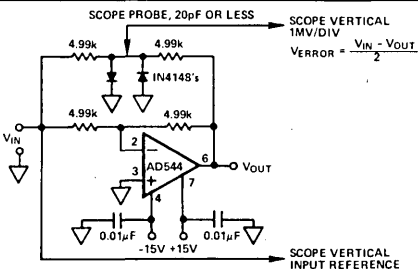 SCOPE PROBE, 20pF OR LESS
SCOPE VERTICAL
1MV/DIV
VERROR = VIN - VOUT
2
4.99k
4.99k
IN4148's
4.99k
4.99k
VIN
2
AD544
6
VOUT
3
7
4
0.01μF
-15V +15V
0.01μF
SCOPE VERTICAL
INPUT REFERENCE
-
+